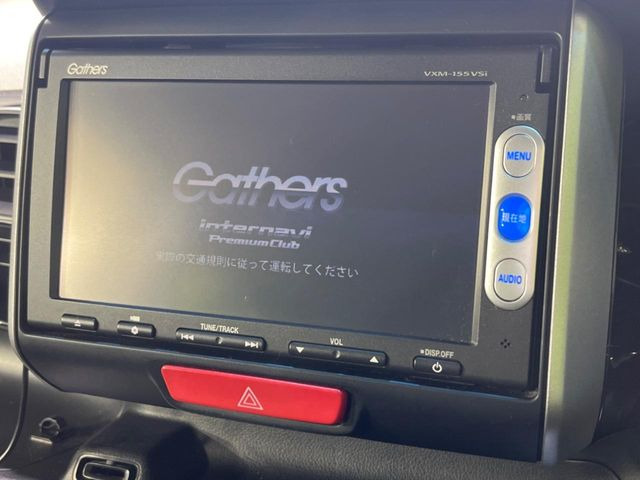 Gathers
VXM-155VSi
※画質
MENU
現在地
AUDIO
Gathers
internavi
Premium Club
実際の交通規則に従って運転してください
TUNE/TRACK
VOL
※DISP.OFF